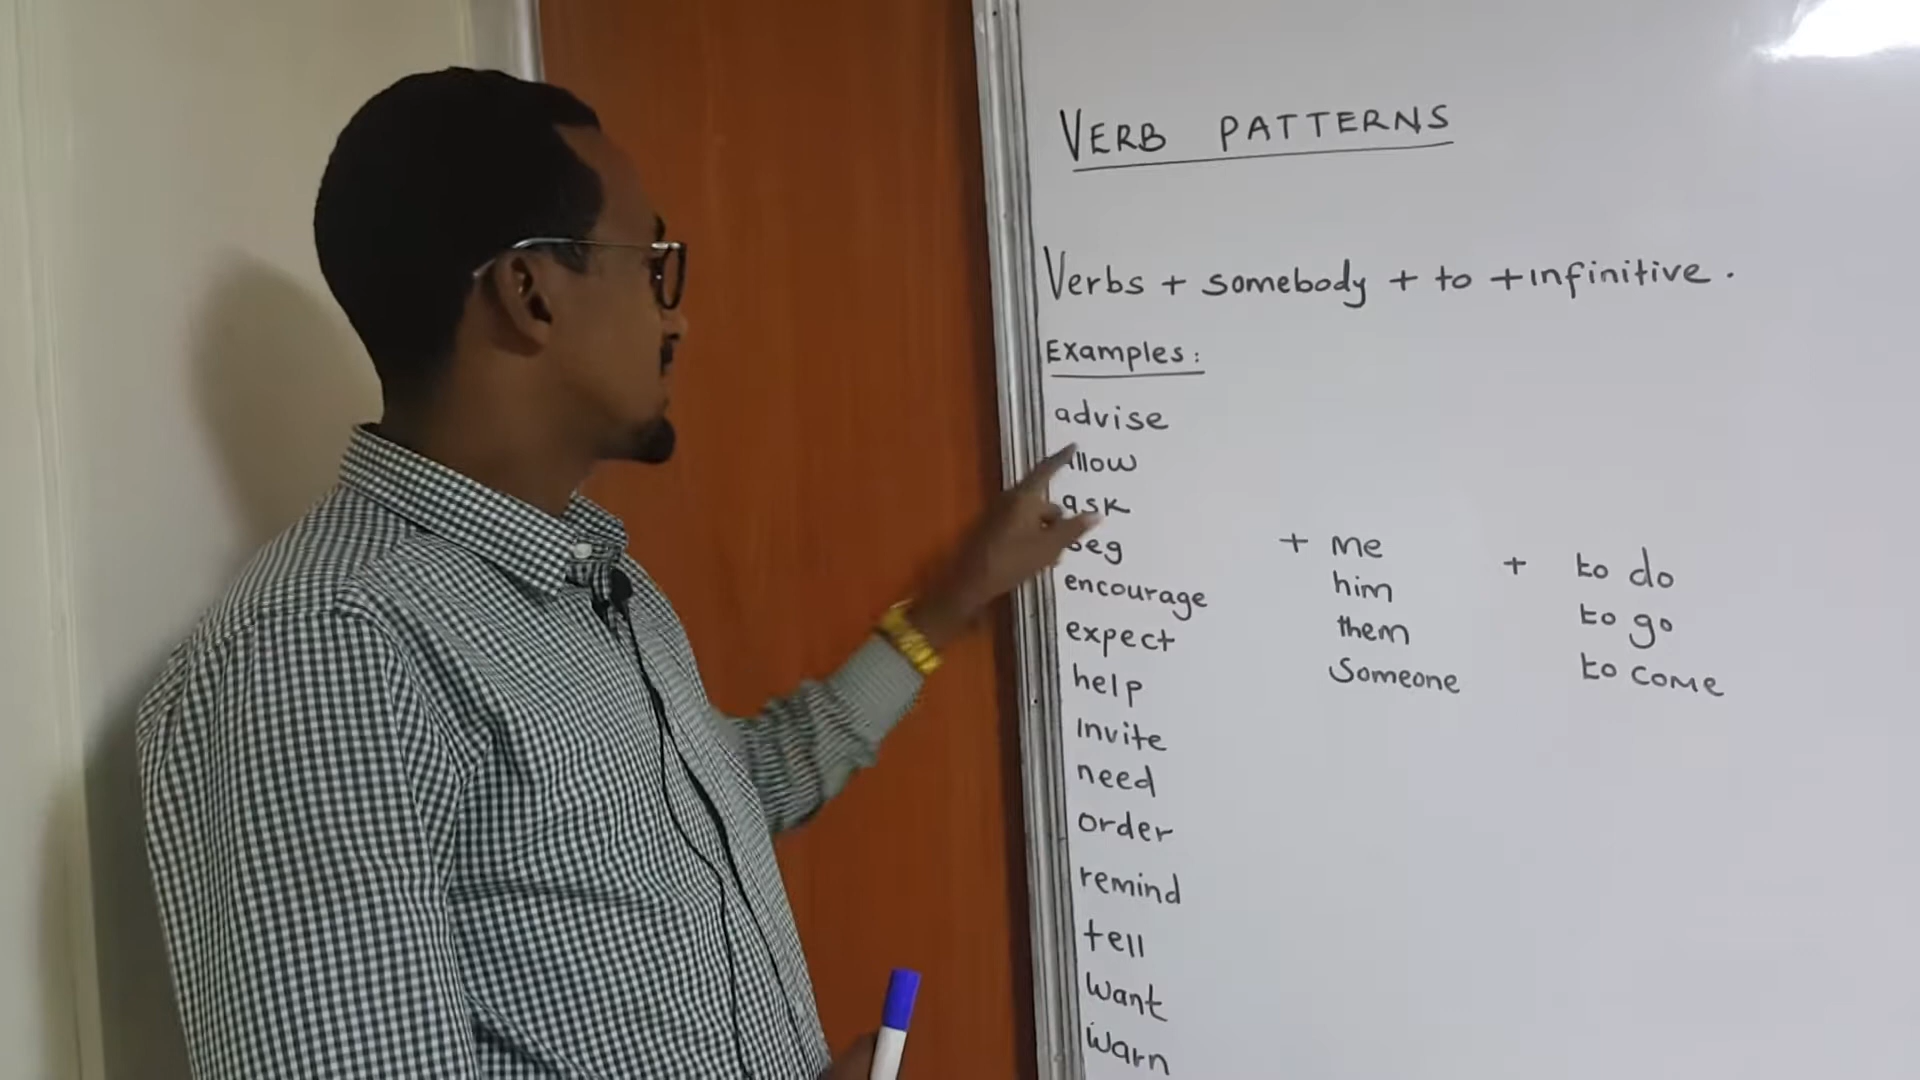 VERB PATTERNS
Verbs + somebody + to + infinitive.
Examples:
advise
allow
ask
beg
encourage
expect
help
invite
need
order
remind
tell
want
warn
+ me
him
them
Someone
+ to do
to go
to come